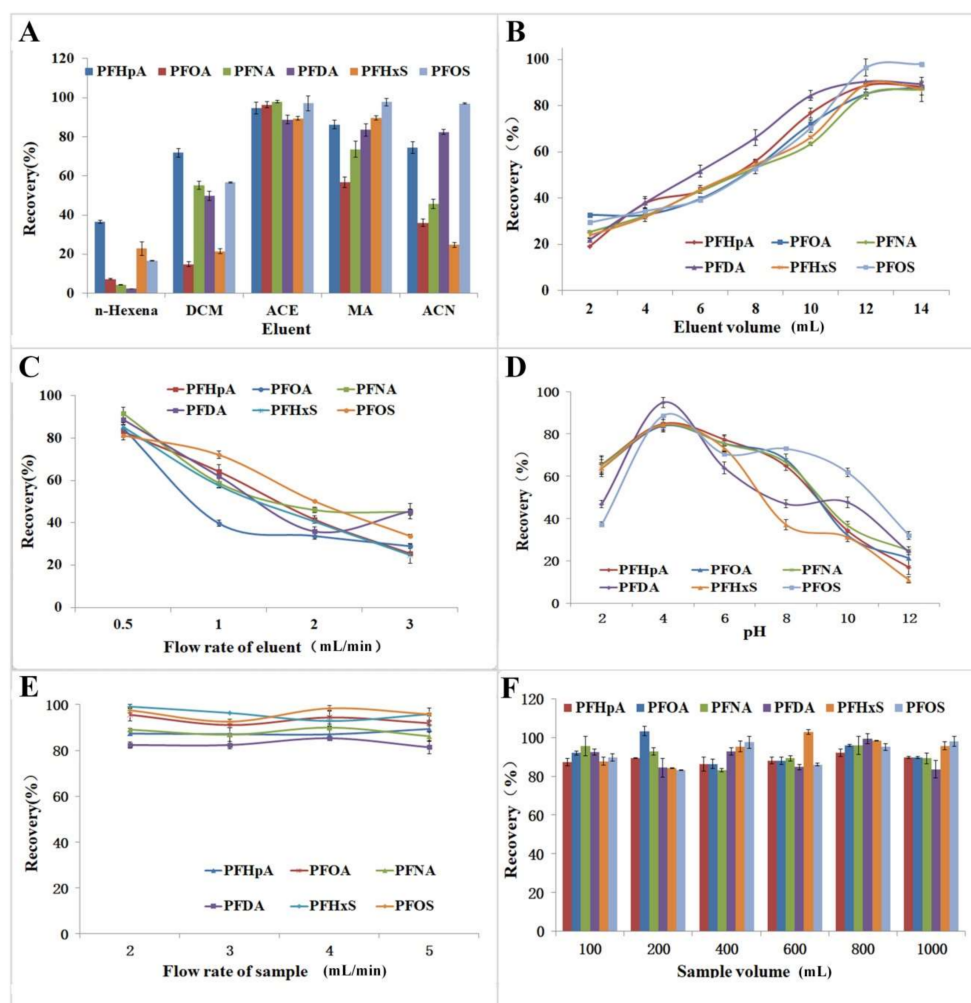 A
PFHpA PFOA PFNA PFDA PFHxS PFOS
120
100
80
60
40
20
0
Recovery(%)
n-Hexena DCM ACE MA ACN
Eluent
B
100
80
60
40
20
0
Recovery（%）
PFHpA PFOA PFNA
PFDA PFHxS PFOS
2 4 6 8 10 12 14
Eluent volume (mL)
C
PFHpA PFOA PFNA
PFDA PFHxS PFOS
100
80
60
40
20
0
Recovery(%)
0.5 1 2 3
Flow rate of eluent（mL/min）
D
100
80
60
40
20
0
Recovery（%）
PFHpA PFOA PFNA
PFDA PFHxS PFOS
2 4 6 8 10 12
pH
E
100
80
60
40
20
0
Recovery(%)
PFHpA PFOA PFNA
PFDA PFHxS PFOS
2 3 4 5
Flow rate of sample (mL/min)
F
PFHpA PFOA PFNA PFDA PFHxS PFOS
120
100
80
60
40
20
0
Recovery（%）
100 200 400 600 800 1000
Sample volume (mL)